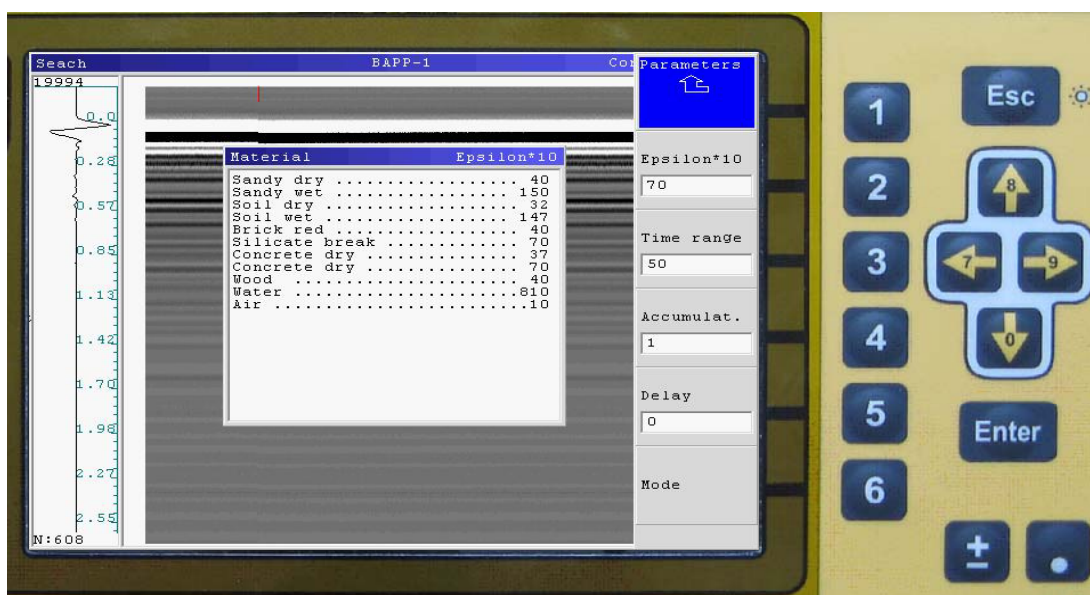 Seach BAPP-1 Co
19994
0.0
0.28
0.57
0.85
1.13
1.42
1.70
1.98
2.27
2.55
N:608
Material Epsilon*10
Sandy dry .................. 40
Sandy wet .................. 150
Soil dry ................... 32
Soil wet ................... 147
Brick red .................. 40
Silicate break ............. 70
Concrete dry ............... 37
Concrete dry ............... 70
Wood ...................... 40
Water ......................810
Air .........................10
Parameters
Epsilon*10
70
Time range
50
Accumulat.
1
Delay
0
Mode
1
2
3
4
5
6
Esc
8
7
9
0
Enter
±
.